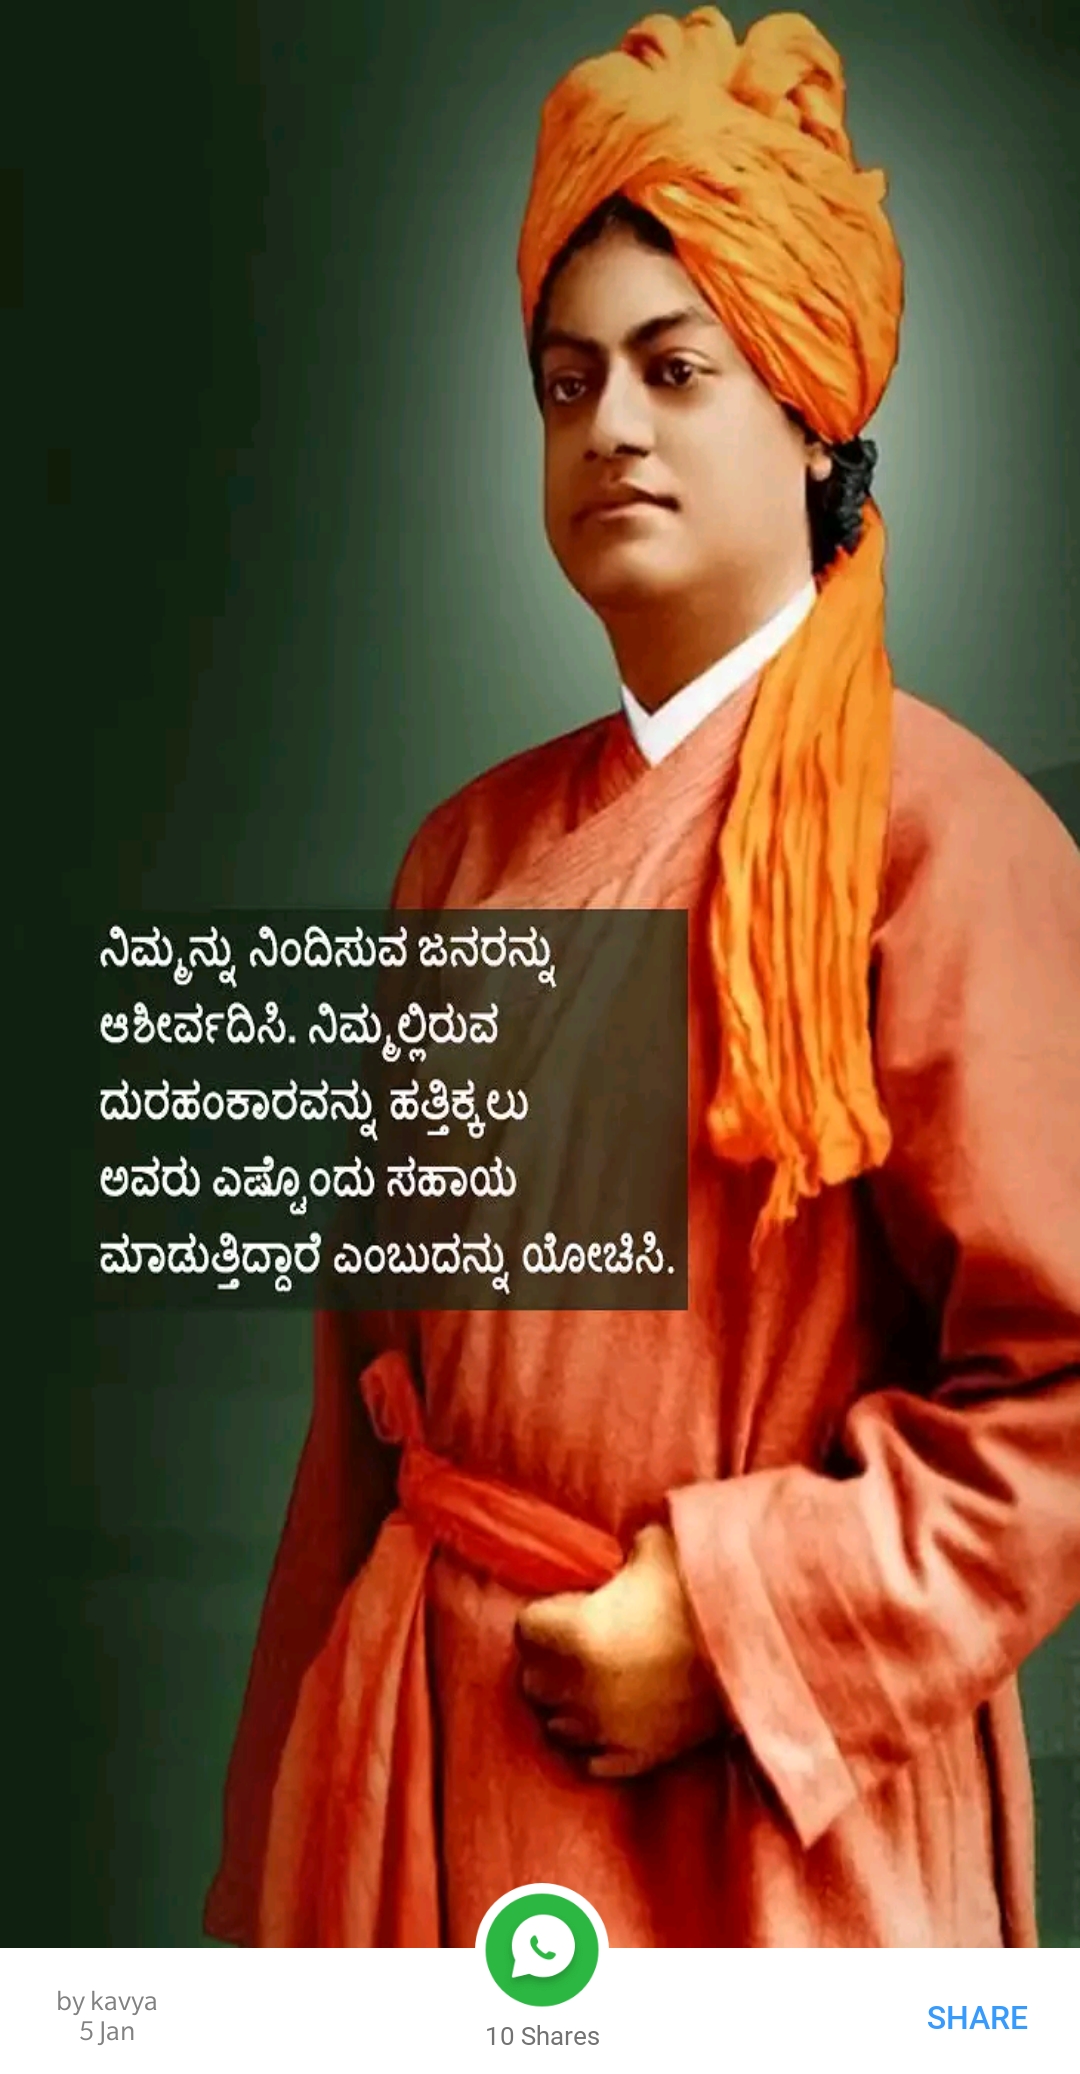 ನಿಮ್ಮನ್ನು ನಿಂದಿಸುವ ಜನರನ್ನು
ಆಶೀರ್ವದಿಸಿ. ನಿಮ್ಮಲ್ಲಿರುವ
ದುರಹಂಕಾರವನ್ನು ಹತ್ತಿಕ್ಕಲು
ಅವರು ಎಷ್ಟೊಂದು ಸಹಾಯ
ಮಾಡುತ್ತಿದ್ದಾರೆ ಎಂಬುದನ್ನು ಯೋಚಿಸಿ.
by kavya
5 Jan
10 Shares
SHARE